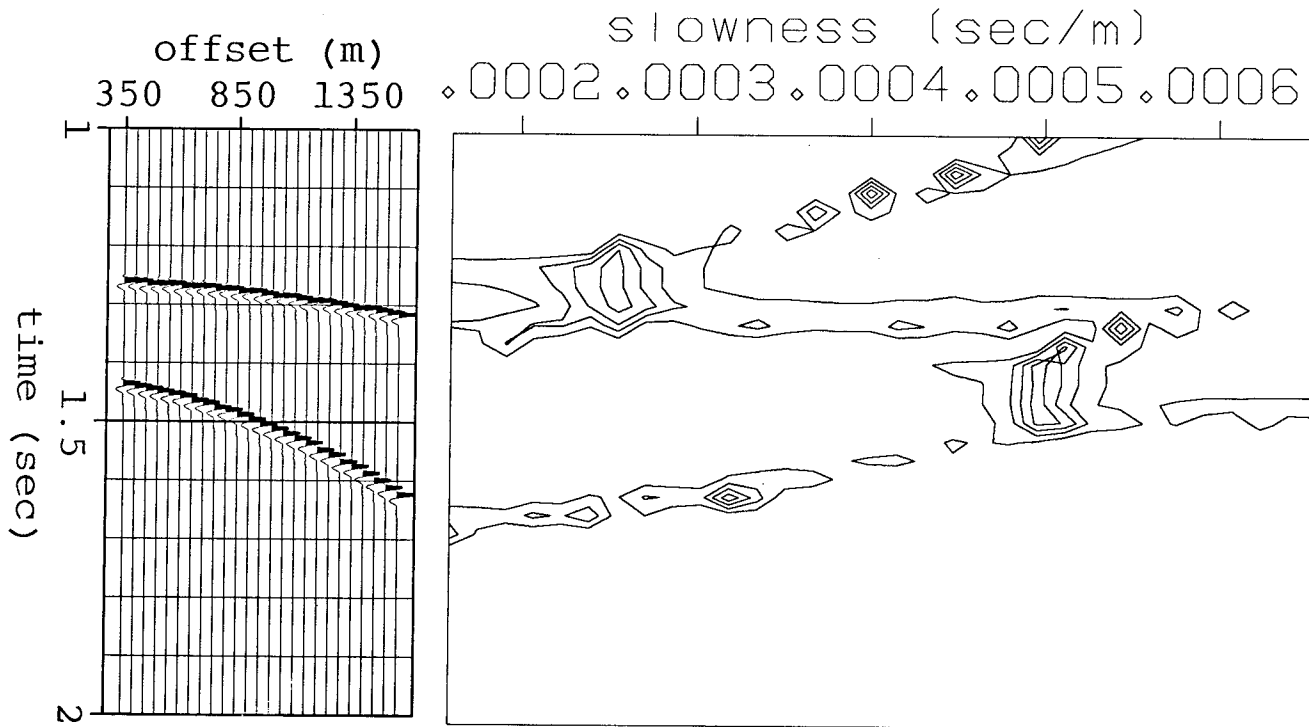 offset (m)
350 850 1350
slowness (sec/m)
.0002 .0003 .0004 .0005 .0006
time (sec)
1
1.5
2